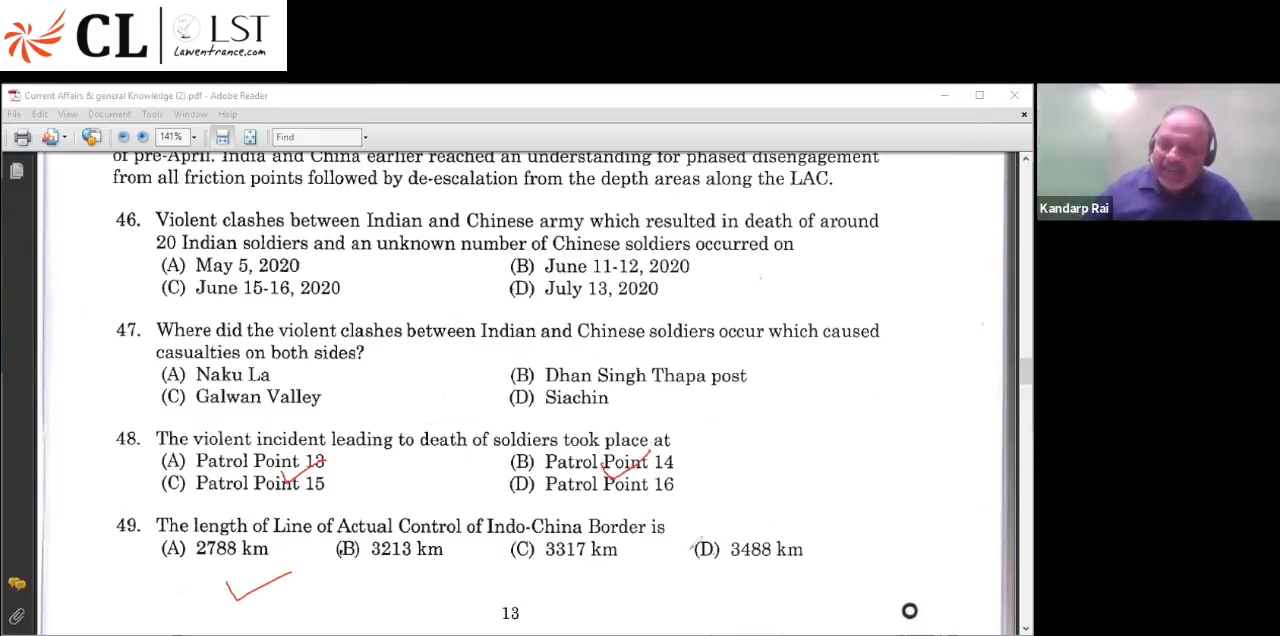 CL LST
Lawentrance.com
Current Affairs & general Knowledge (2).pdf - Adobe Reader
File Edit View Document Tools Window Help
141% Find
of pre-April. India and China earlier reached an understanding for phased disengagement
from all friction points followed by de-escalation from the depth areas along the LAC.
Kandarp Rai
46. Violent clashes between Indian and Chinese army which resulted in death of around
20 Indian soldiers and an unknown number of Chinese soldiers occurred on
(A) May 5, 2020 (B) June 11-12, 2020
(C) June 15-16, 2020 (D) July 13, 2020
47. Where did the violent clashes between Indian and Chinese soldiers occur which caused
casualties on both sides?
(A) Naku La (B) Dhan Singh Thapa post
(C) Galwan Valley (D) Siachin
48. The violent incident leading to death of soldiers took place at
(A) Patrol Point 13 (B) Patrol Point 14
(C) Patrol Point 15 (D) Patrol Point 16
49. The length of Line of Actual Control of Indo-China Border is
(A) 2788 km (B) 3213 km (C) 3317 km (D) 3488 km
13